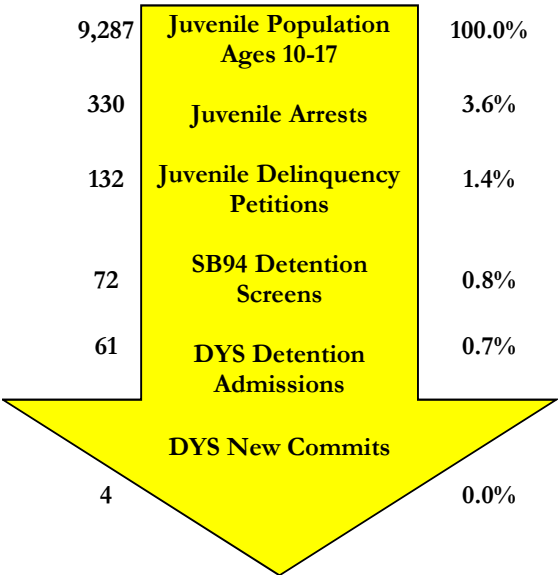 9,287 Juvenile Population 100.0%
Ages 10-17
330 Juvenile Arrests 3.6%
132 Juvenile Delinquency 1.4%
Petitions
SB94 Detention
72 Screens 0.8%
61 DYS Detention 0.7%
Admissions
DYS New Commits
4 0.0%